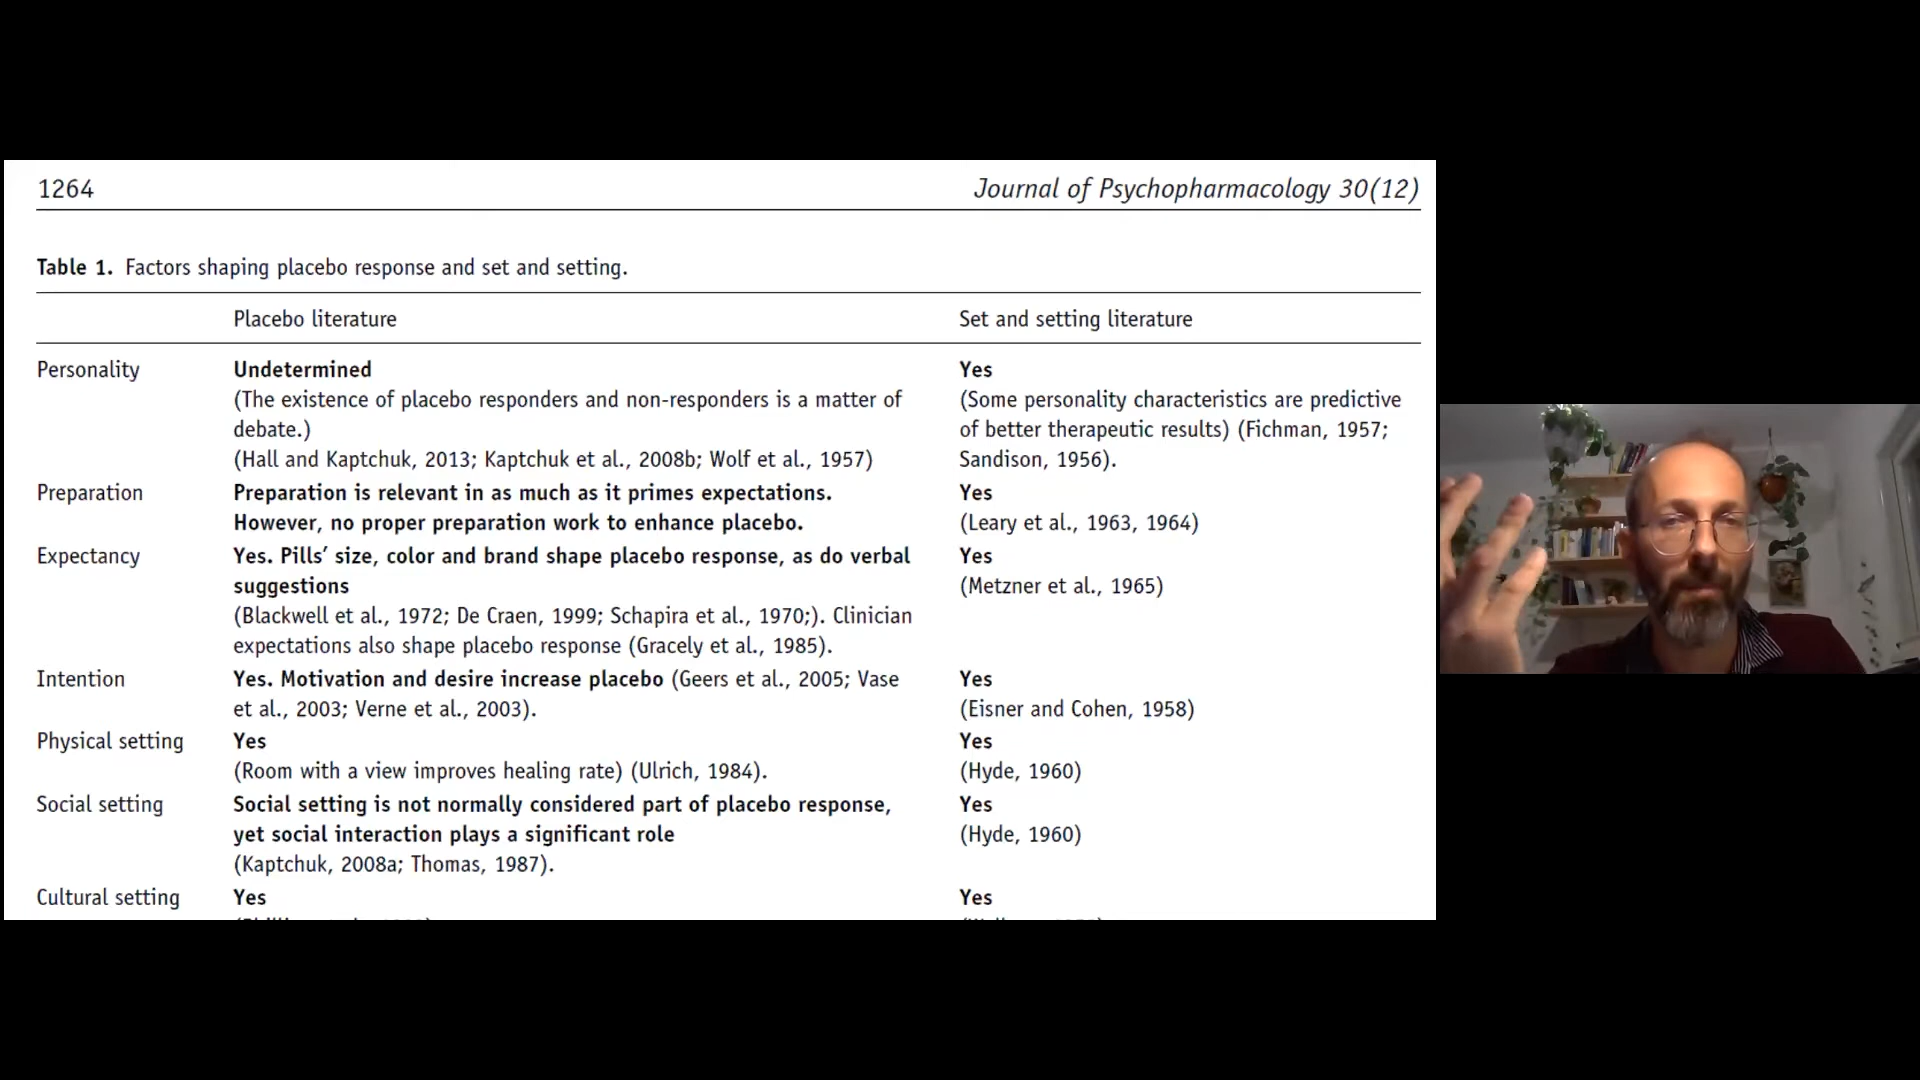 1264
Journal of Psychopharmacology 30(12)
Table 1. Factors shaping placebo response and set and setting.
Placebo literature
Set and setting literature
Personality
Undetermined
(The existence of placebo responders and non-responders is a matter of
debate.)
(Hall and Kaptchuk, 2013; Kaptchuk et al., 2008b; Wolf et al., 1957)
Yes
(Some personality characteristics are predictive
of better therapeutic results) (Fichman, 1957;
Sandison, 1956).
Preparation
Preparation is relevant in as much as it primes expectations.
However, no proper preparation work to enhance placebo.
Yes
(Leary et al., 1963, 1964)
Expectancy
Yes. Pills’ size, color and brand shape placebo response, as do verbal
suggestions
(Blackwell et al., 1972; De Craen, 1999; Schapira et al., 1970;). Clinician
expectations also shape placebo response (Gracely et al., 1985).
Yes
(Metzner et al., 1965)
Intention
Yes. Motivation and desire increase placebo (Geers et al., 2005; Vase
et al., 2003; Verne et al., 2003).
Yes
(Eisner and Cohen, 1958)
Physical setting
Yes
(Room with a view improves healing rate) (Ulrich, 1984).
Yes
(Hyde, 1960)
Social setting
Social setting is not normally considered part of placebo response,
yet social interaction plays a significant role
(Kaptchuk, 2008a; Thomas, 1987).
Yes
(Hyde, 1960)
Cultural setting
Yes
Yes